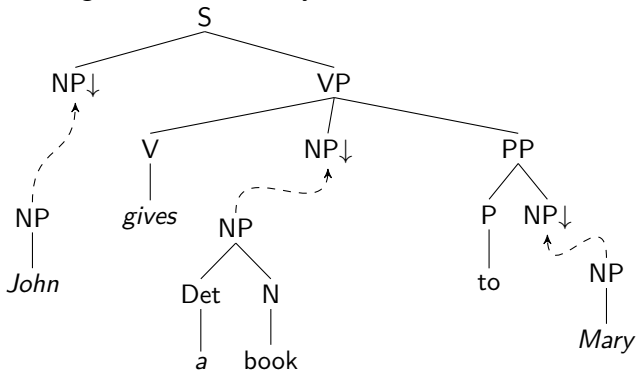 S
NP↓ VP
V NP↓ PP
NP gives NP P NP↓
John Det N to NP
a book Mary